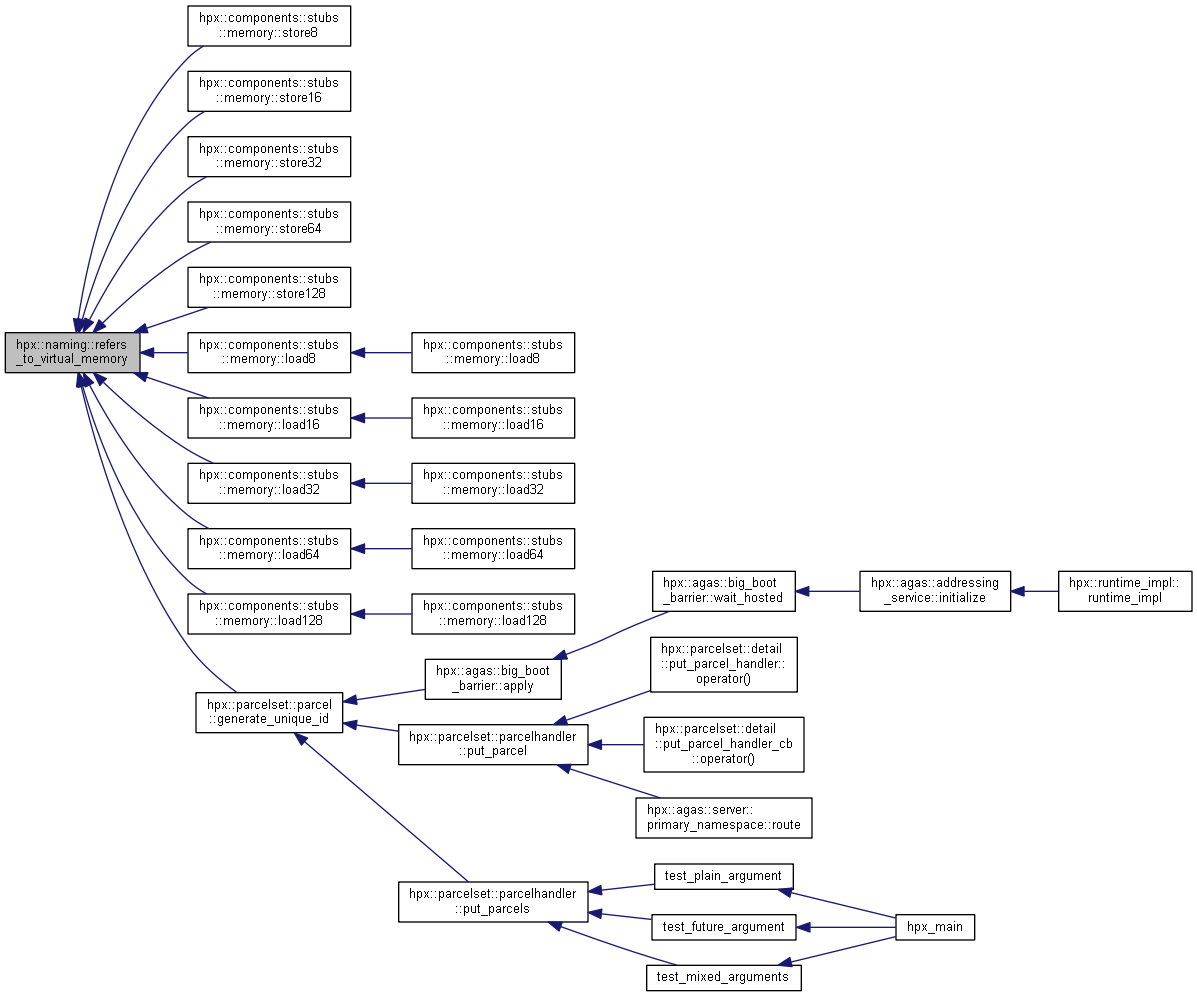 hpx::components::stubs
::memory::store8
hpx::components::stubs
::memory::store16
hpx::components::stubs
::memory::store32
hpx::components::stubs
::memory::store64
hpx::components::stubs
::memory::store128
hpx::naming::refers
_to_virtual_memory
hpx::components::stubs
::memory::load8
hpx::components::stubs
::memory::load8
hpx::components::stubs
::memory::load16
hpx::components::stubs
::memory::load16
hpx::components::stubs
::memory::load32
hpx::components::stubs
::memory::load32
hpx::components::stubs
::memory::load64
hpx::components::stubs
::memory::load64
hpx::components::stubs
::memory::load128
hpx::components::stubs
::memory::load128
hpx::agas::big_boot
_barrier::wait_hosted
hpx::agas::addressing
_service::initialize
hpx::runtime_impl::
runtime_impl
hpx::agas::big_boot
_barrier::apply
hpx::parcelset::detail
::put_parcel_handler::
operator()
hpx::parcelset::parcel
::generate_unique_id
hpx::parcelset::parcelhandler
::put_parcel
hpx::parcelset::detail
::put_parcel_handler_cb
::operator()
hpx::agas::server::
primary_namespace::route
hpx::parcelset::parcelhandler
::put_parcels
test_plain_argument
test_future_argument
hpx_main
test_mixed_arguments